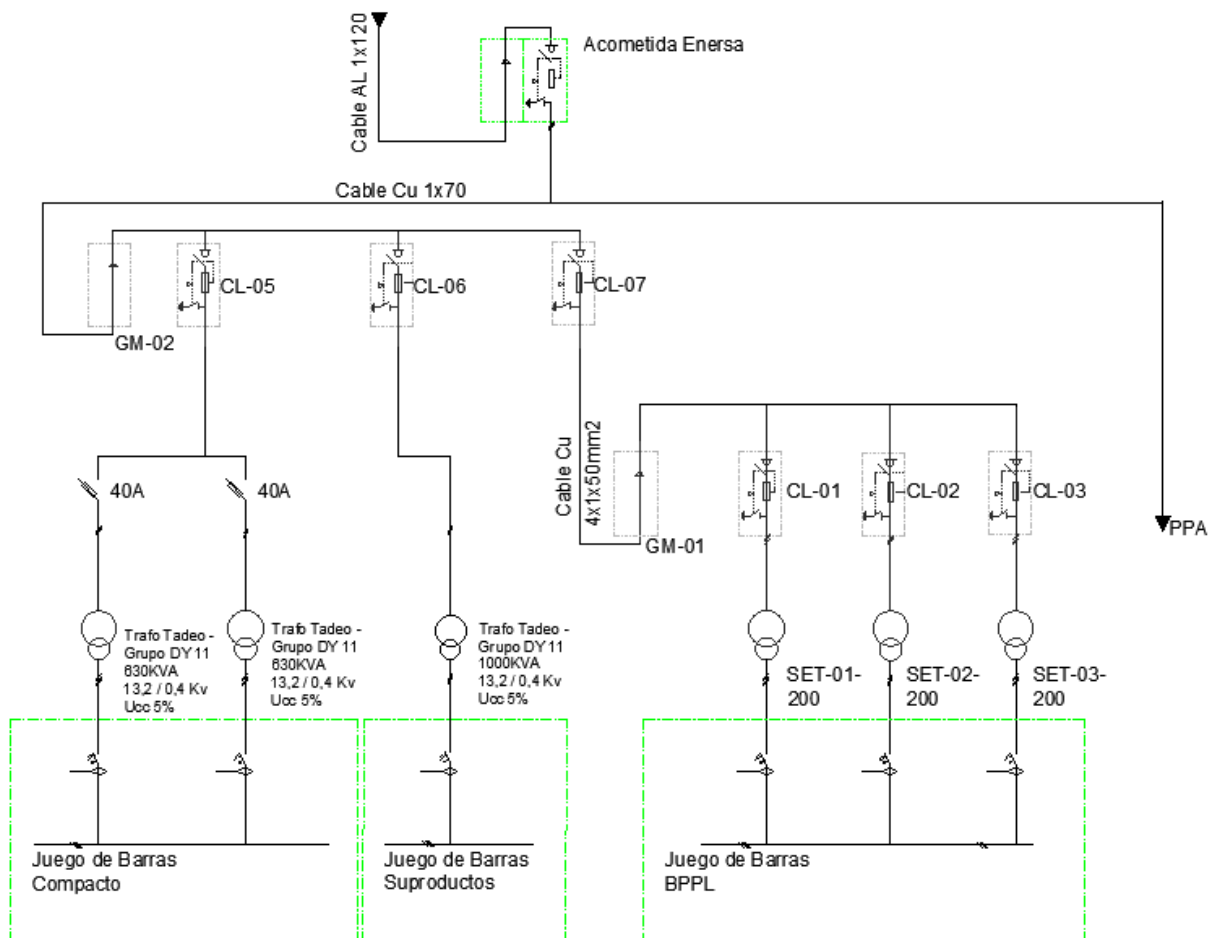 Cable AL 1x120
Acometida Enersa
Cable Cu 1x70
CL-05
CL-06
CL-07
GM-02
Cable Cu
4x1x50mm2
40A
40A
CL-01
CL-02
CL-03
GM-01
PPA
Trafo Tadeo -
Grupo DY 11
630KVA
13,2 / 0,4 Kv
Ucc 5%
Trafo Tadeo -
Grupo DY 11
630KVA
13,2 / 0,4 Kv
Ucc 5%
Trafo Tadeo -
Grupo DY 11
1000KVA
13,2 / 0,4 Kv
Ucc 5%
SET-01-
200
SET-02-
200
SET-03-
200
Juego de Barras
Compacto
Juego de Barras
Suproductos
Juego de Barras
BPPL